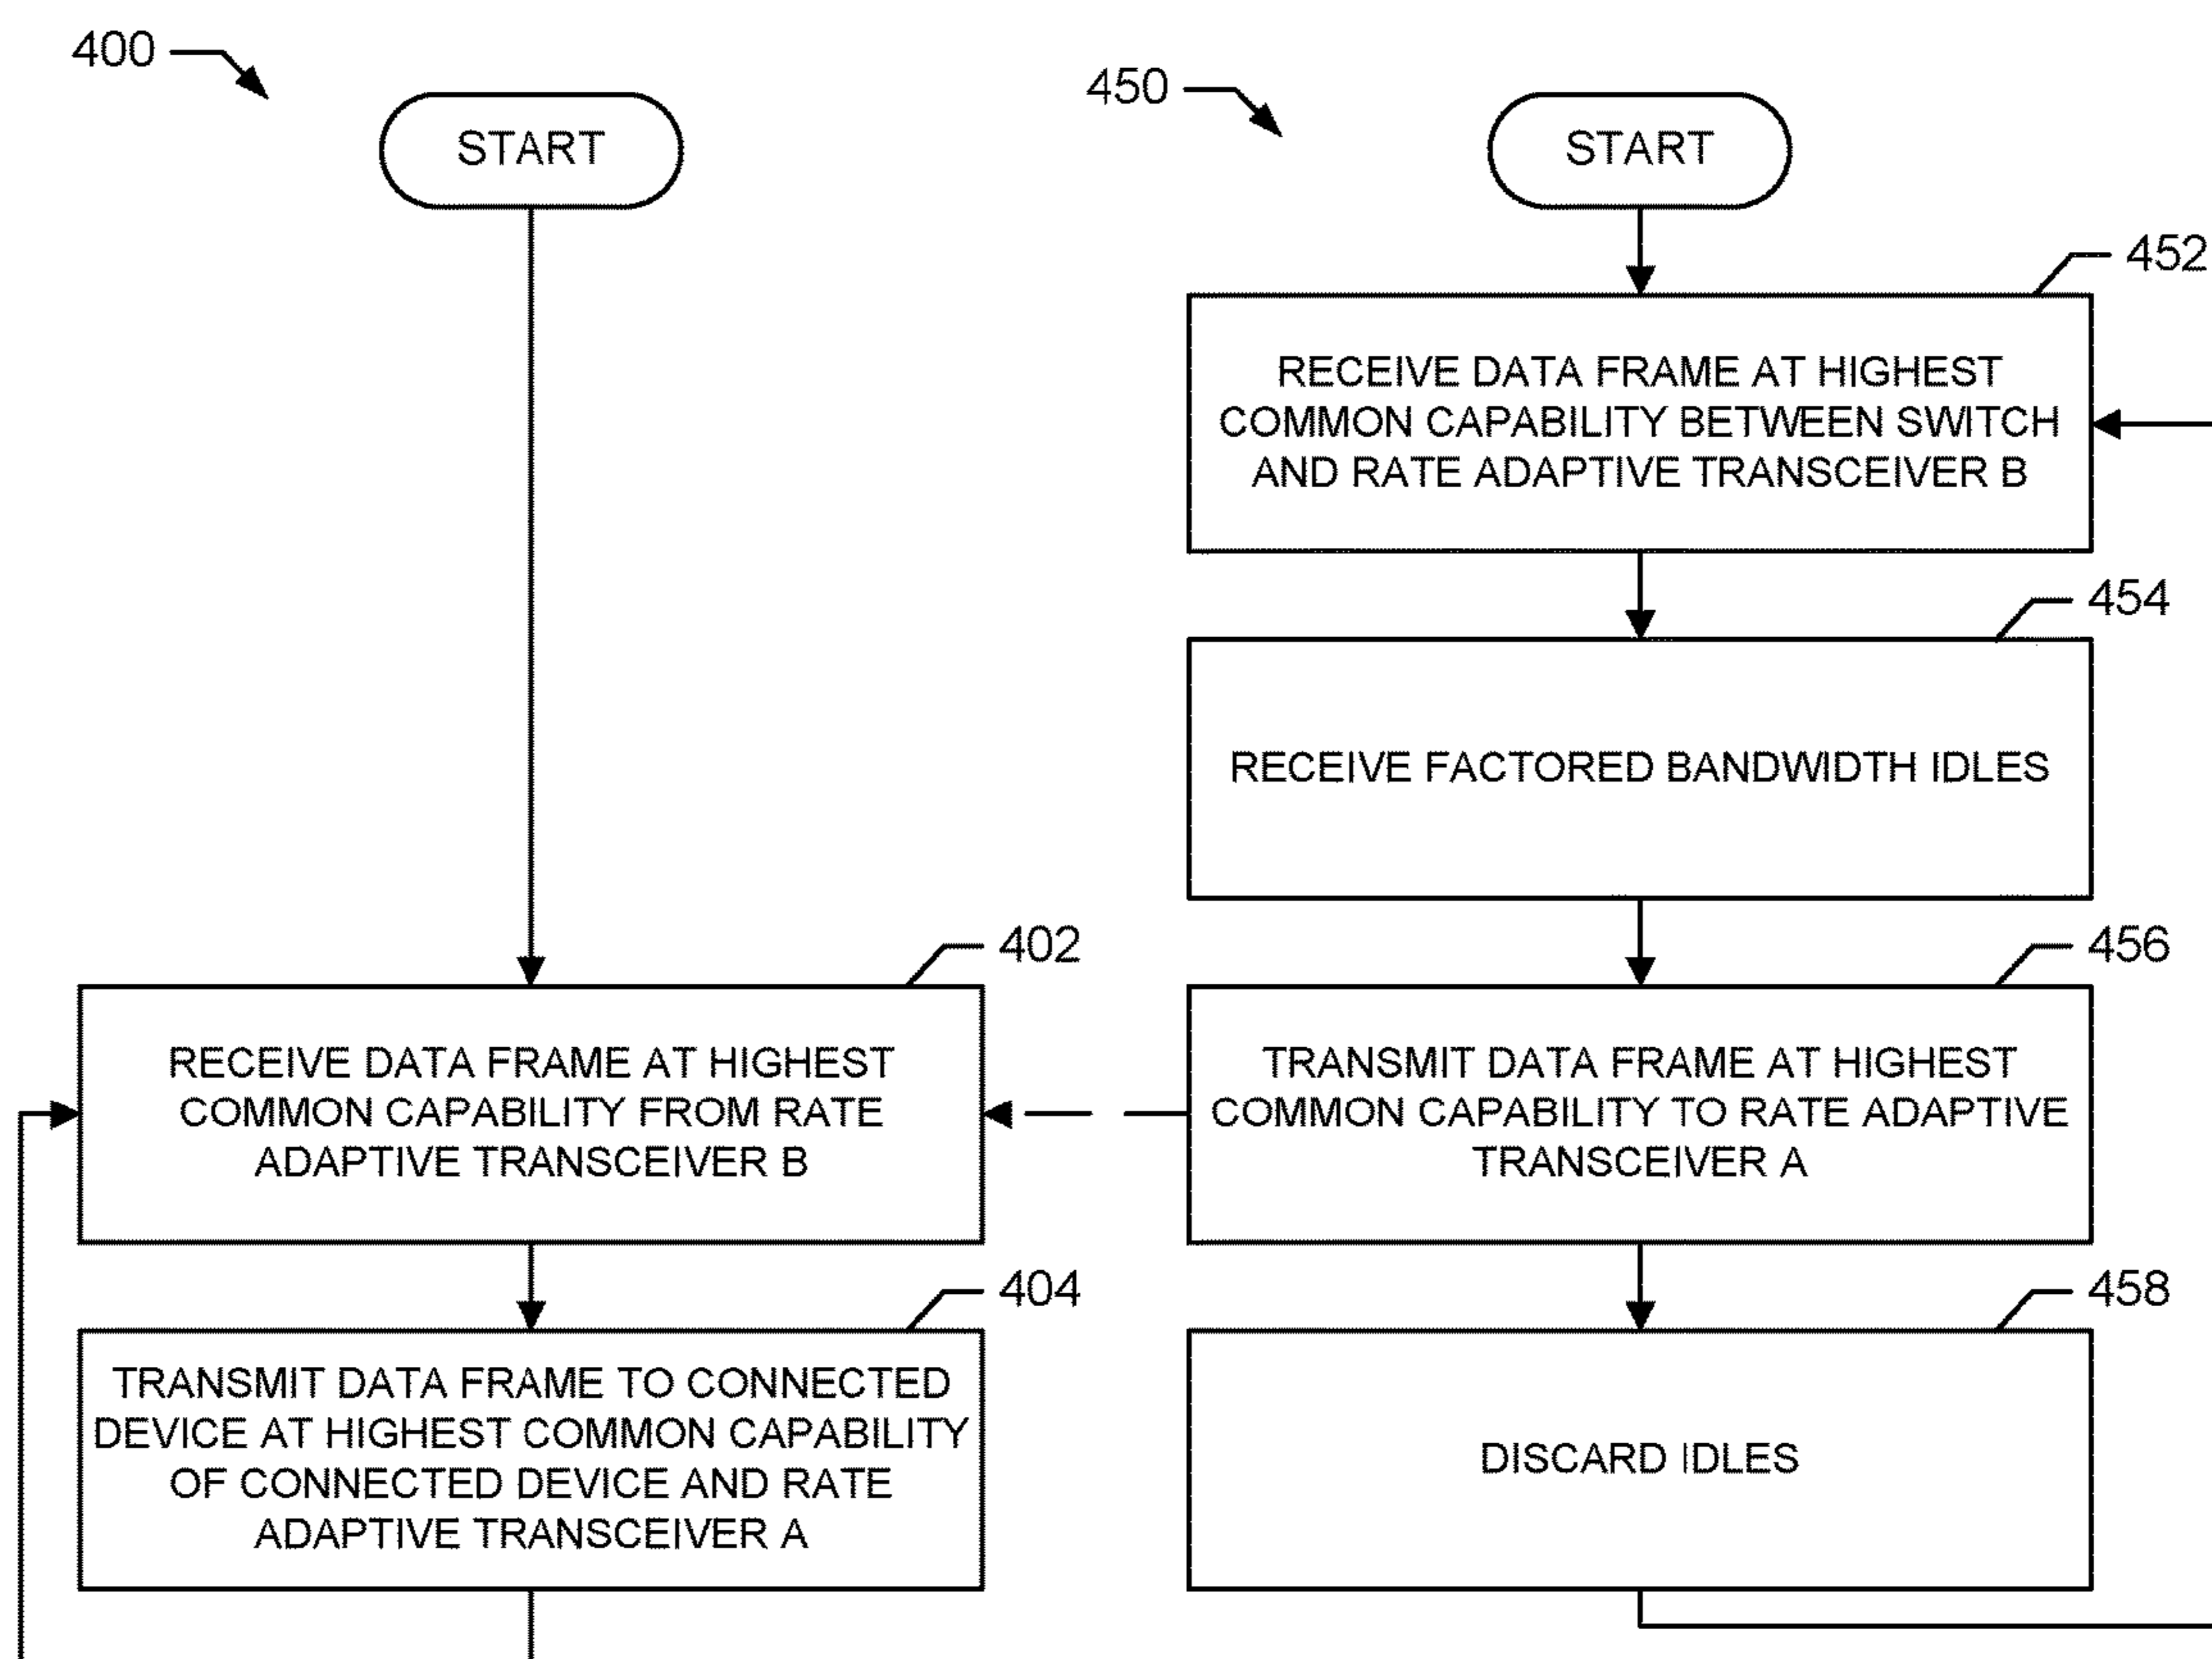 400
START
402
RECEIVE DATA FRAME AT HIGHEST
COMMON CAPABILITY FROM RATE
ADAPTIVE TRANSCEIVER B
404
TRANSMIT DATA FRAME TO CONNECTED
DEVICE AT HIGHEST COMMON CAPABILITY
OF CONNECTED DEVICE AND RATE
ADAPTIVE TRANSCEIVER A
450
START
452
RECEIVE DATA FRAME AT HIGHEST
COMMON CAPABILITY BETWEEN SWITCH
AND RATE ADAPTIVE TRANSCEIVER B
454
RECEIVE FACTORED BANDWIDTH IDLES
456
TRANSMIT DATA FRAME AT HIGHEST
COMMON CAPABILITY TO RATE ADAPTIVE
TRANSCEIVER A
458
DISCARD IDLES